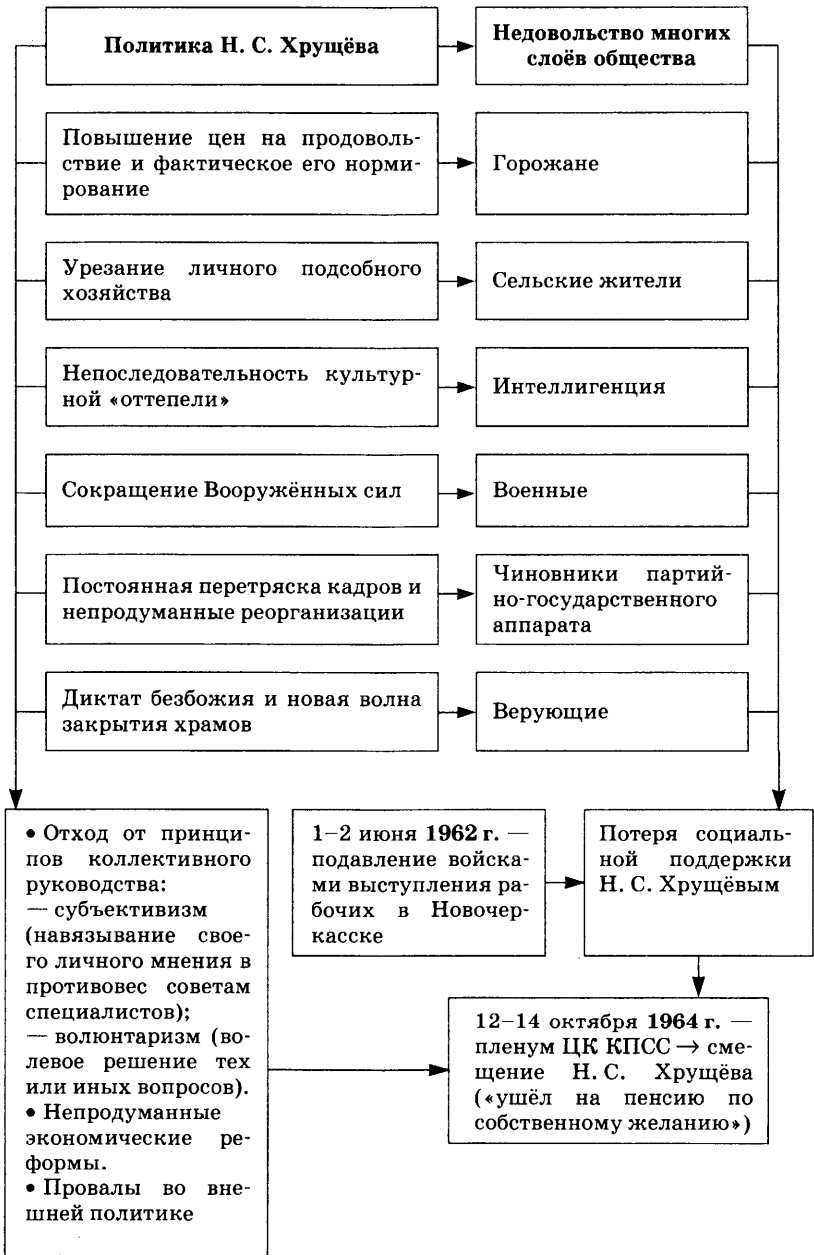 Политика Н. С. Хрущёва
Недовольство многих
слоёв общества
Повышение цен на продоволь-
ствие и фактическое его норми-
рование
Горожане
Урезание личного подсобного
хозяйства
Сельские жители
Непоследовательность культур-
ной «оттепели»
Интеллигенция
Сокращение Вооружённых сил
Военные
Постоянная перетряска кадров и
непродуманные реорганизации
Чиновники партий-
но-государственного
аппарата
Диктат безбожия и новая волна
закрытия храмов
Верующие
• Отход от принци-
пов коллективного
руководства:
— субъективизм
(навязывание свое-
го личного мнения в
противовес советам
специалистов);
— волюнтаризм (во-
левое решение тех
или иных вопросов).
• Непродуманные
экономические ре-
формы.
• Провалы во вне-
шней политике
1–2 июня 1962 г. —
подавление войска-
ми выступления ра-
бочих в Новочер-
касске
Потеря социаль-
ной поддержки
Н. С. Хрущёвым
12–14 октября 1964 г. —
пленум ЦК КПСС → сме-
щение Н. С. Хрущёва
(«ушёл на пенсию по
собственному желанию»)